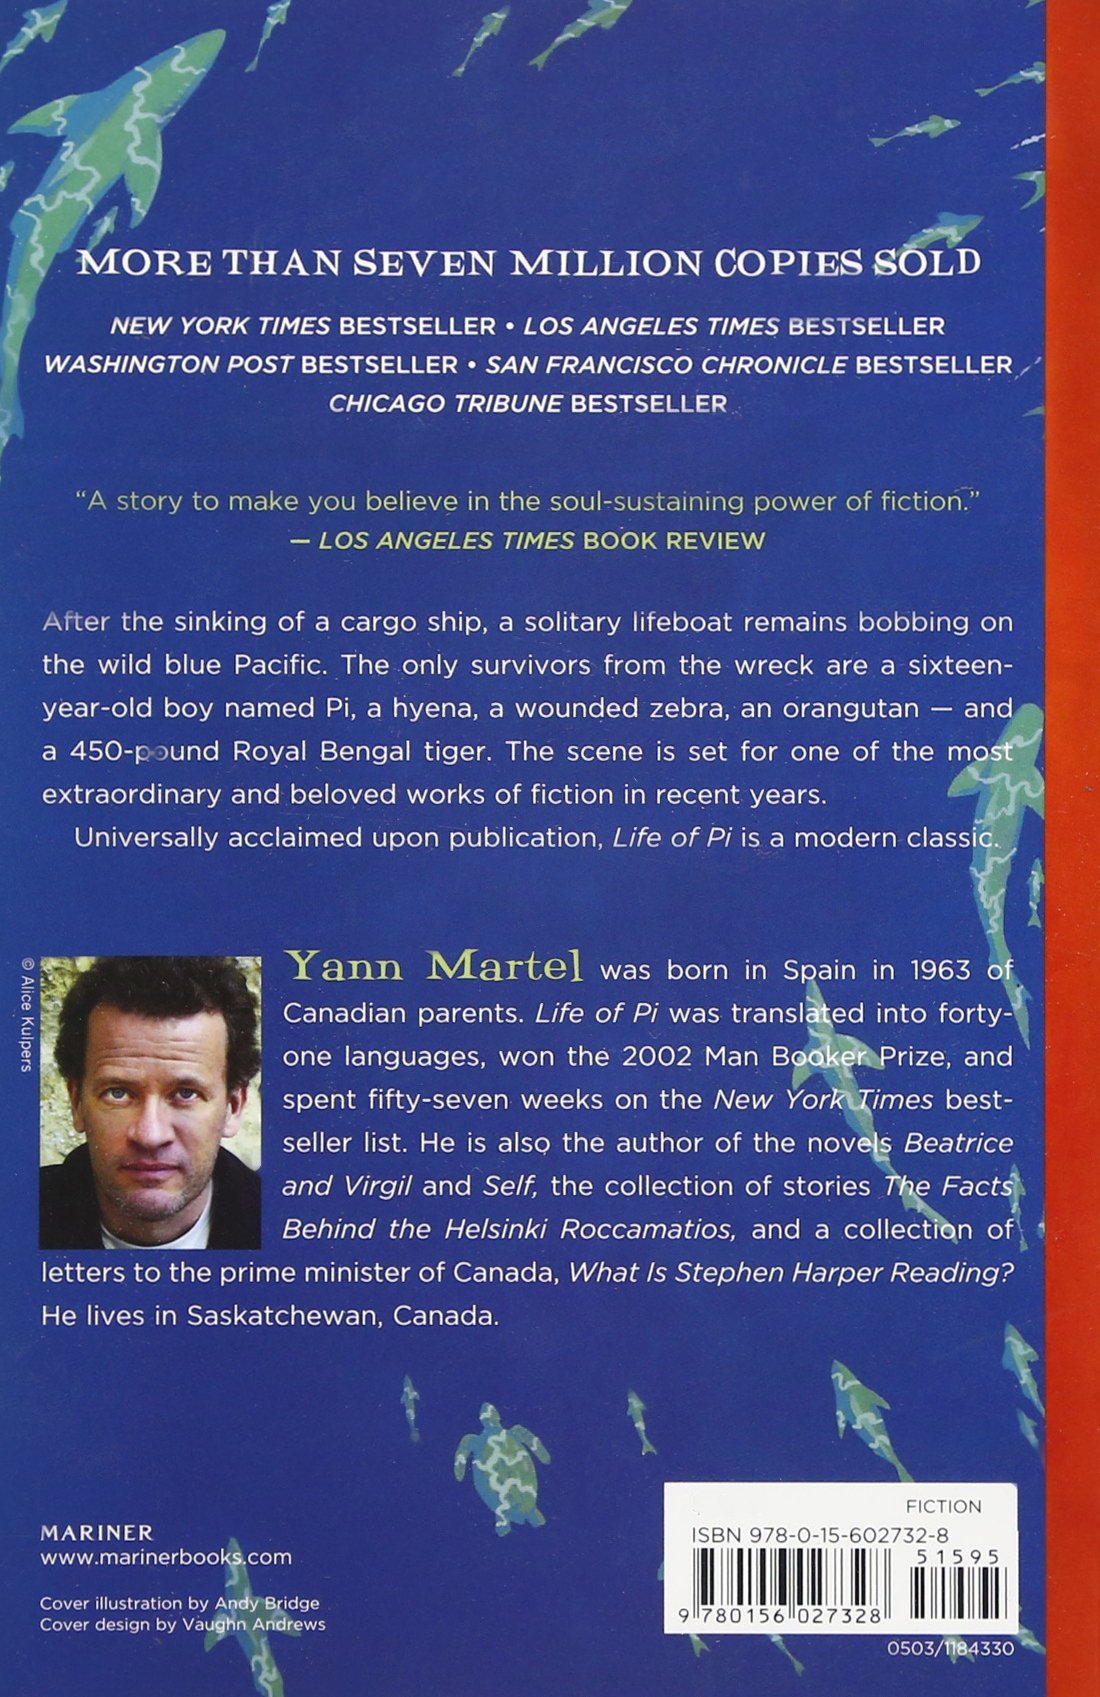 MORE THAN SEVEN MILLION COPIES SOLD
NEW YORK TIMES BESTSELLER • LOS ANGELES TIMES BESTSELLER
WASHINGTON POST BESTSELLER • SAN FRANCISCO CHRONICLE BESTSELLER
CHICAGO TRIBUNE BESTSELLER
“A story to make you believe in the soul-sustaining power of fiction.”
— LOS ANGELES TIMES BOOK REVIEW
After the sinking of a cargo ship, a solitary lifeboat remains bobbing on
the wild blue Pacific. The only survivors from the wreck are a sixteen-
year-old boy named Pi, a hyena, a wounded zebra, an orangutan — and
a 450-pound Royal Bengal tiger. The scene is set for one of the most
extraordinary and beloved works of fiction in recent years.
Universally acclaimed upon publication, Life of Pi is a modern classic.
© Alice Kuipers
Yann Martel was born in Spain in 1963 of
Canadian parents. Life of Pi was translated into forty-
one languages, won the 2002 Man Booker Prize, and
spent fifty-seven weeks on the New York Times best-
seller list. He is also the author of the novels Beatrice
and Virgil and Self, the collection of stories The Facts
Behind the Helsinki Roccamatios, and a collection of
letters to the prime minister of Canada, What Is Stephen Harper Reading?
He lives in Saskatchewan, Canada.
MARINER
www.marinerbooks.com
Cover illustration by Andy Bridge
Cover design by Vaughn Andrews
FICTION
ISBN 978-0-15-602732-8
51595
9 780156 027328
0503/1184330